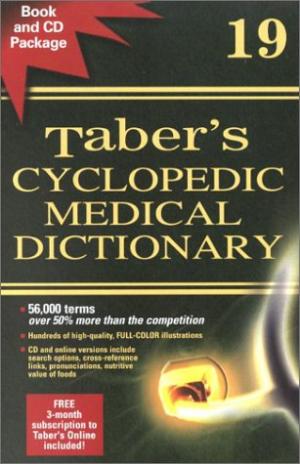 Book
and CD
Package
19
Taber's
CYCLOPEDIC
MEDICAL
DICTIONARY
• 56,000 terms
over 50% more than the competition
• Hundreds of high-quality, FULL-COLOR illustrations
• CD and online versions include
search options, cross-reference
links, pronunciations, nutritive
value of foods
FREE
3-month
subscription to
Taber's Online
included!